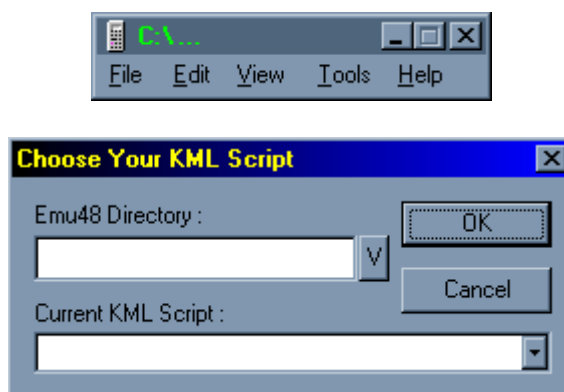 C:\...
File Edit View Tools Help
Choose Your KML Script
Emu48 Directory :
OK
V
Cancel
Current KML Script :